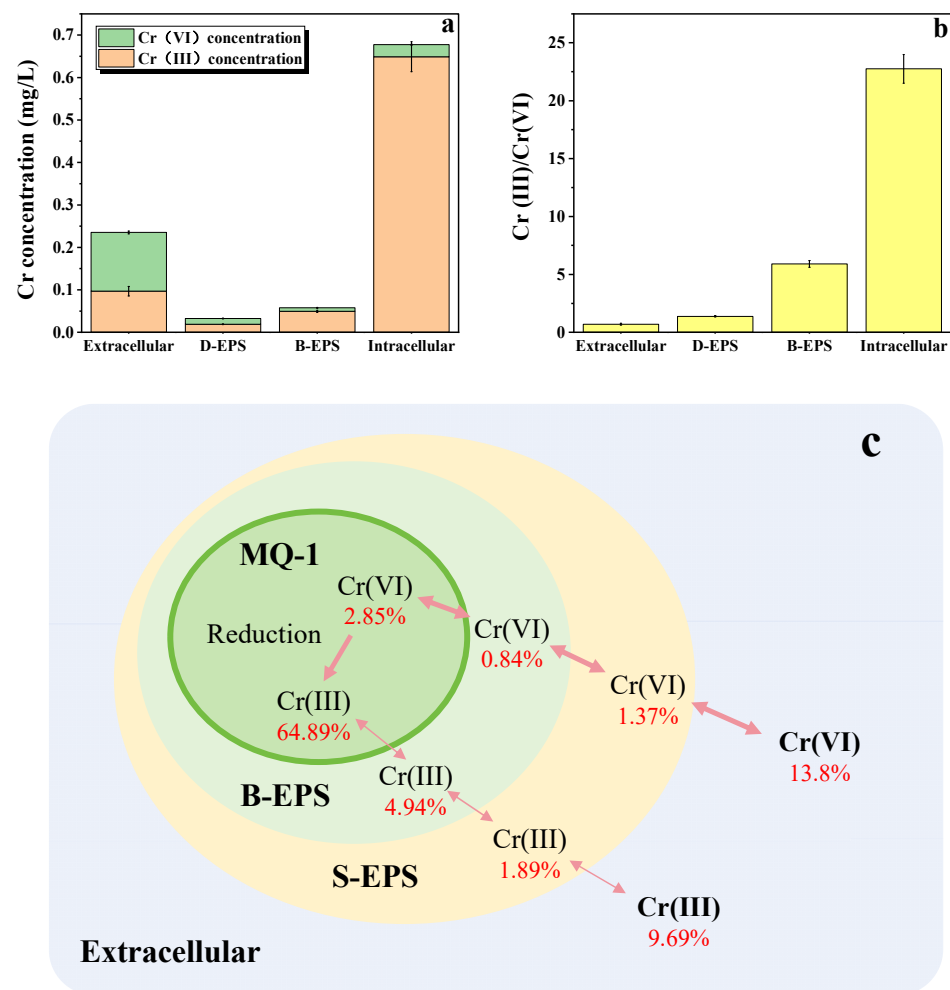 a
Cr（VI）concentration
Cr（III）concentration
Cr concentration (mg/L)
0.7
0.6
0.5
0.4
0.3
0.2
0.1
0.0
Extracellular D-EPS B-EPS Intracellular
b
Cr (III)/Cr(VI)
25
20
15
10
5
0
Extracellular D-EPS B-EPS Intracellular
c
MQ-1
Cr(VI)
2.85%
Reduction
Cr(VI)
0.84%
Cr(VI)
1.37%
Cr(VI)
13.8%
Cr(III)
64.89%
Cr(III)
4.94%
Cr(III)
1.89%
Cr(III)
9.69%
B-EPS
S-EPS
Extracellular